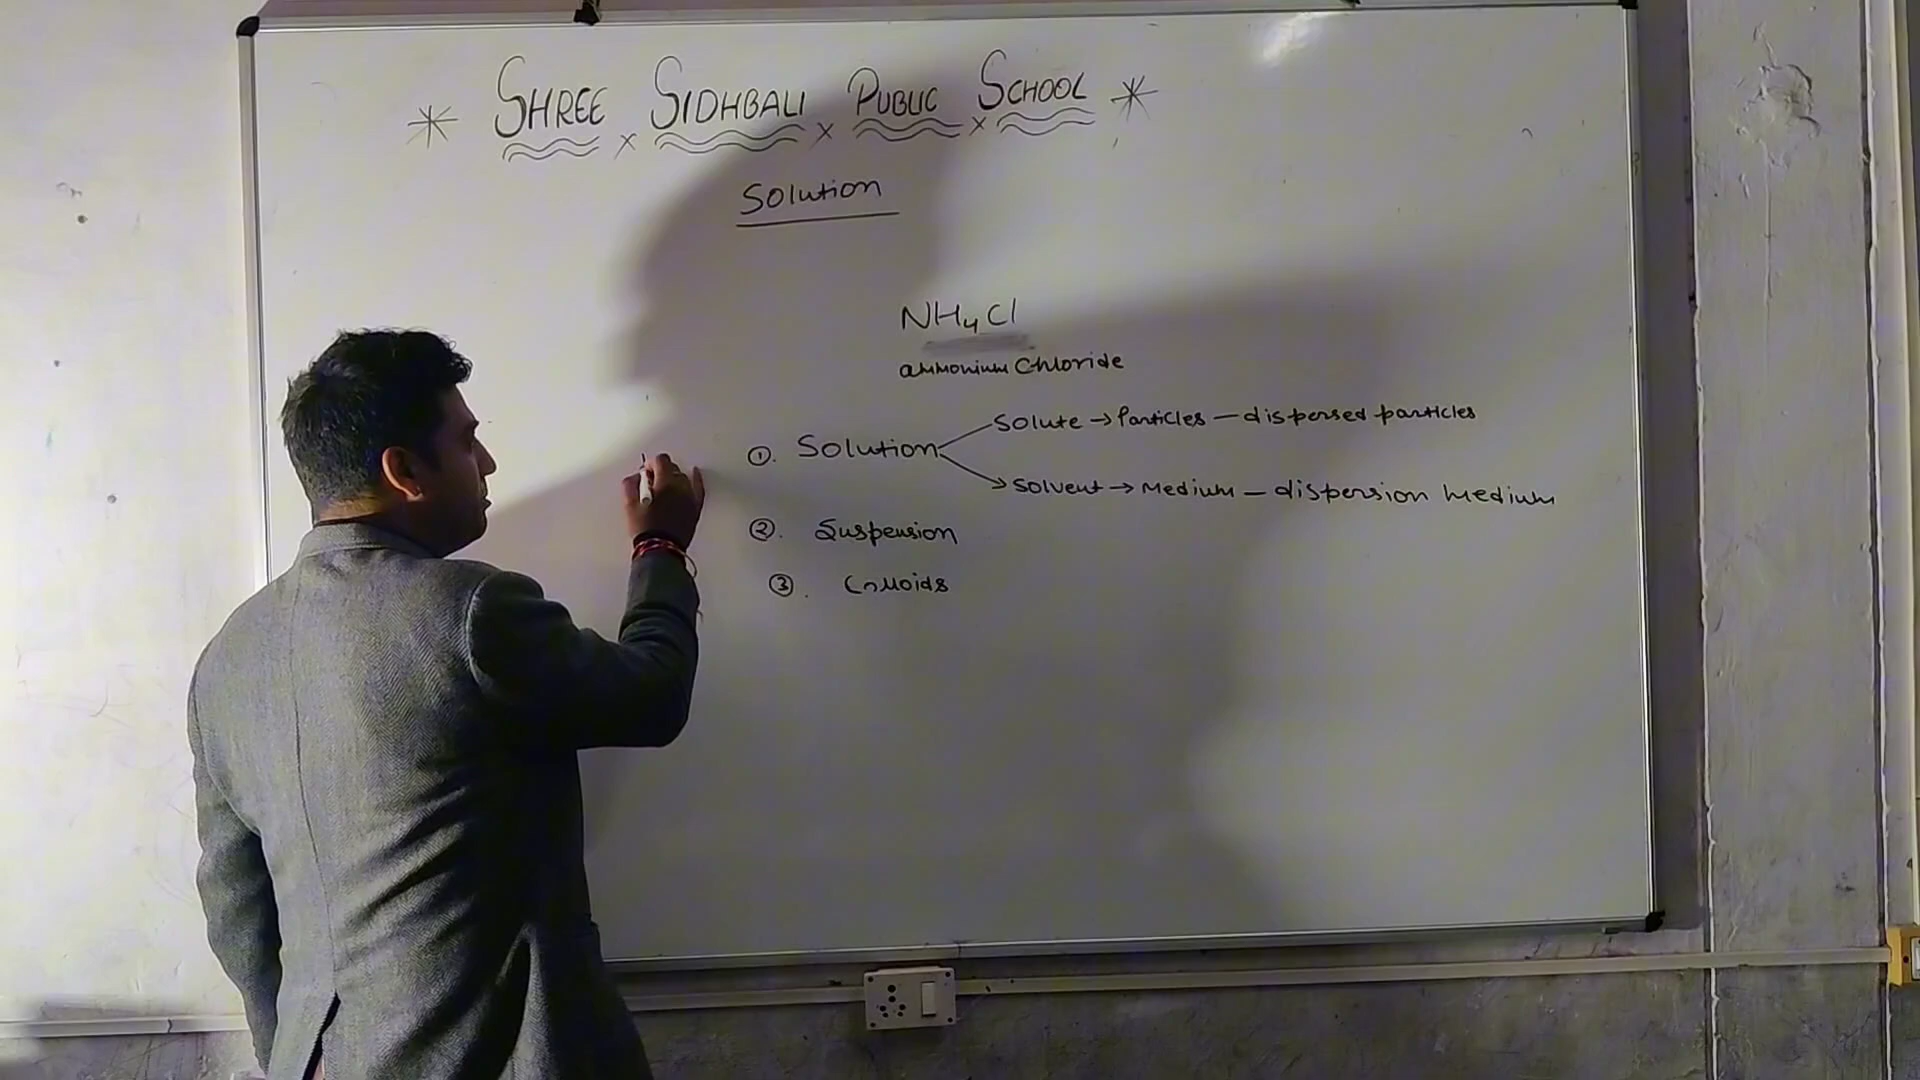 * SHREE x SIDHBALI x PUBLIC x SCHOOL *
Solution
NH4Cl
ammonium Chloride
Solute → Particles – dispersed particles
①. Solution
→ Solvent → Medium – dispersion medium
②. Suspension
③. Colloids